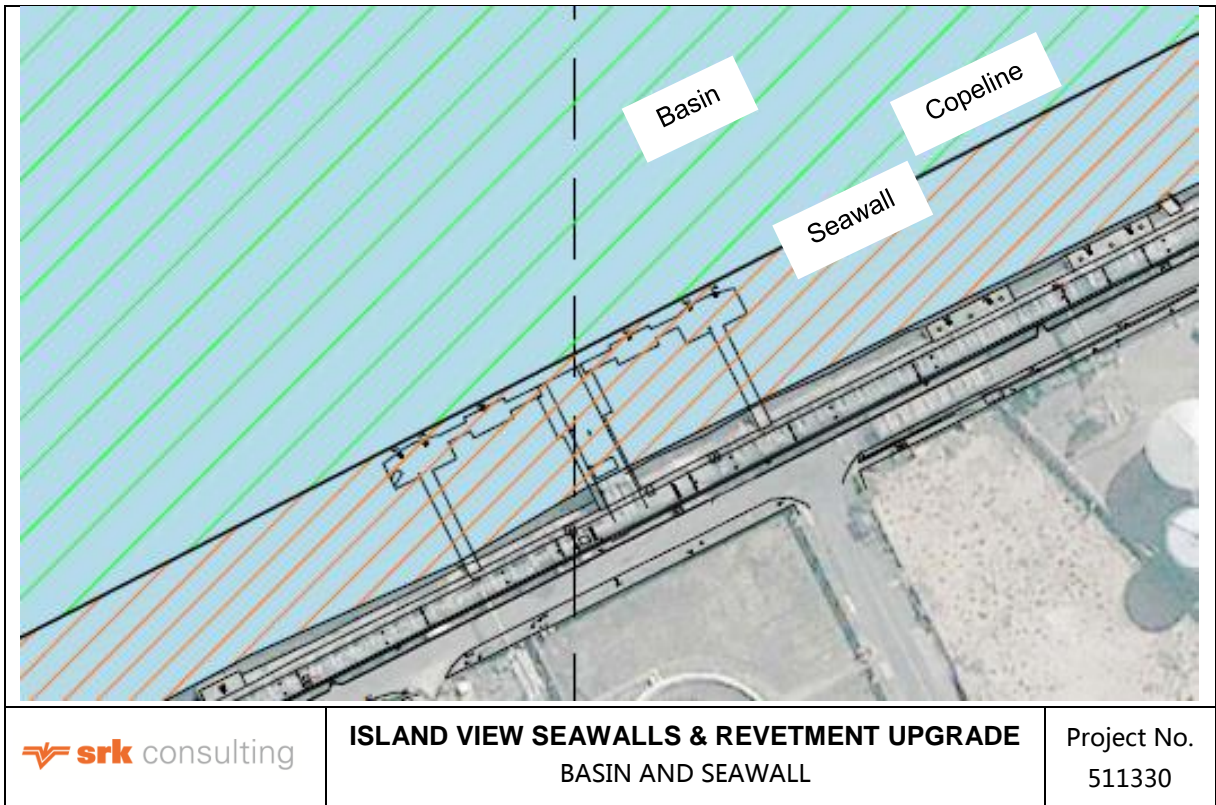 Basin
Copeline
Seawall
srk consulting
ISLAND VIEW SEAWALLS & REVETMENT UPGRADE
BASIN AND SEAWALL
Project No.
511330